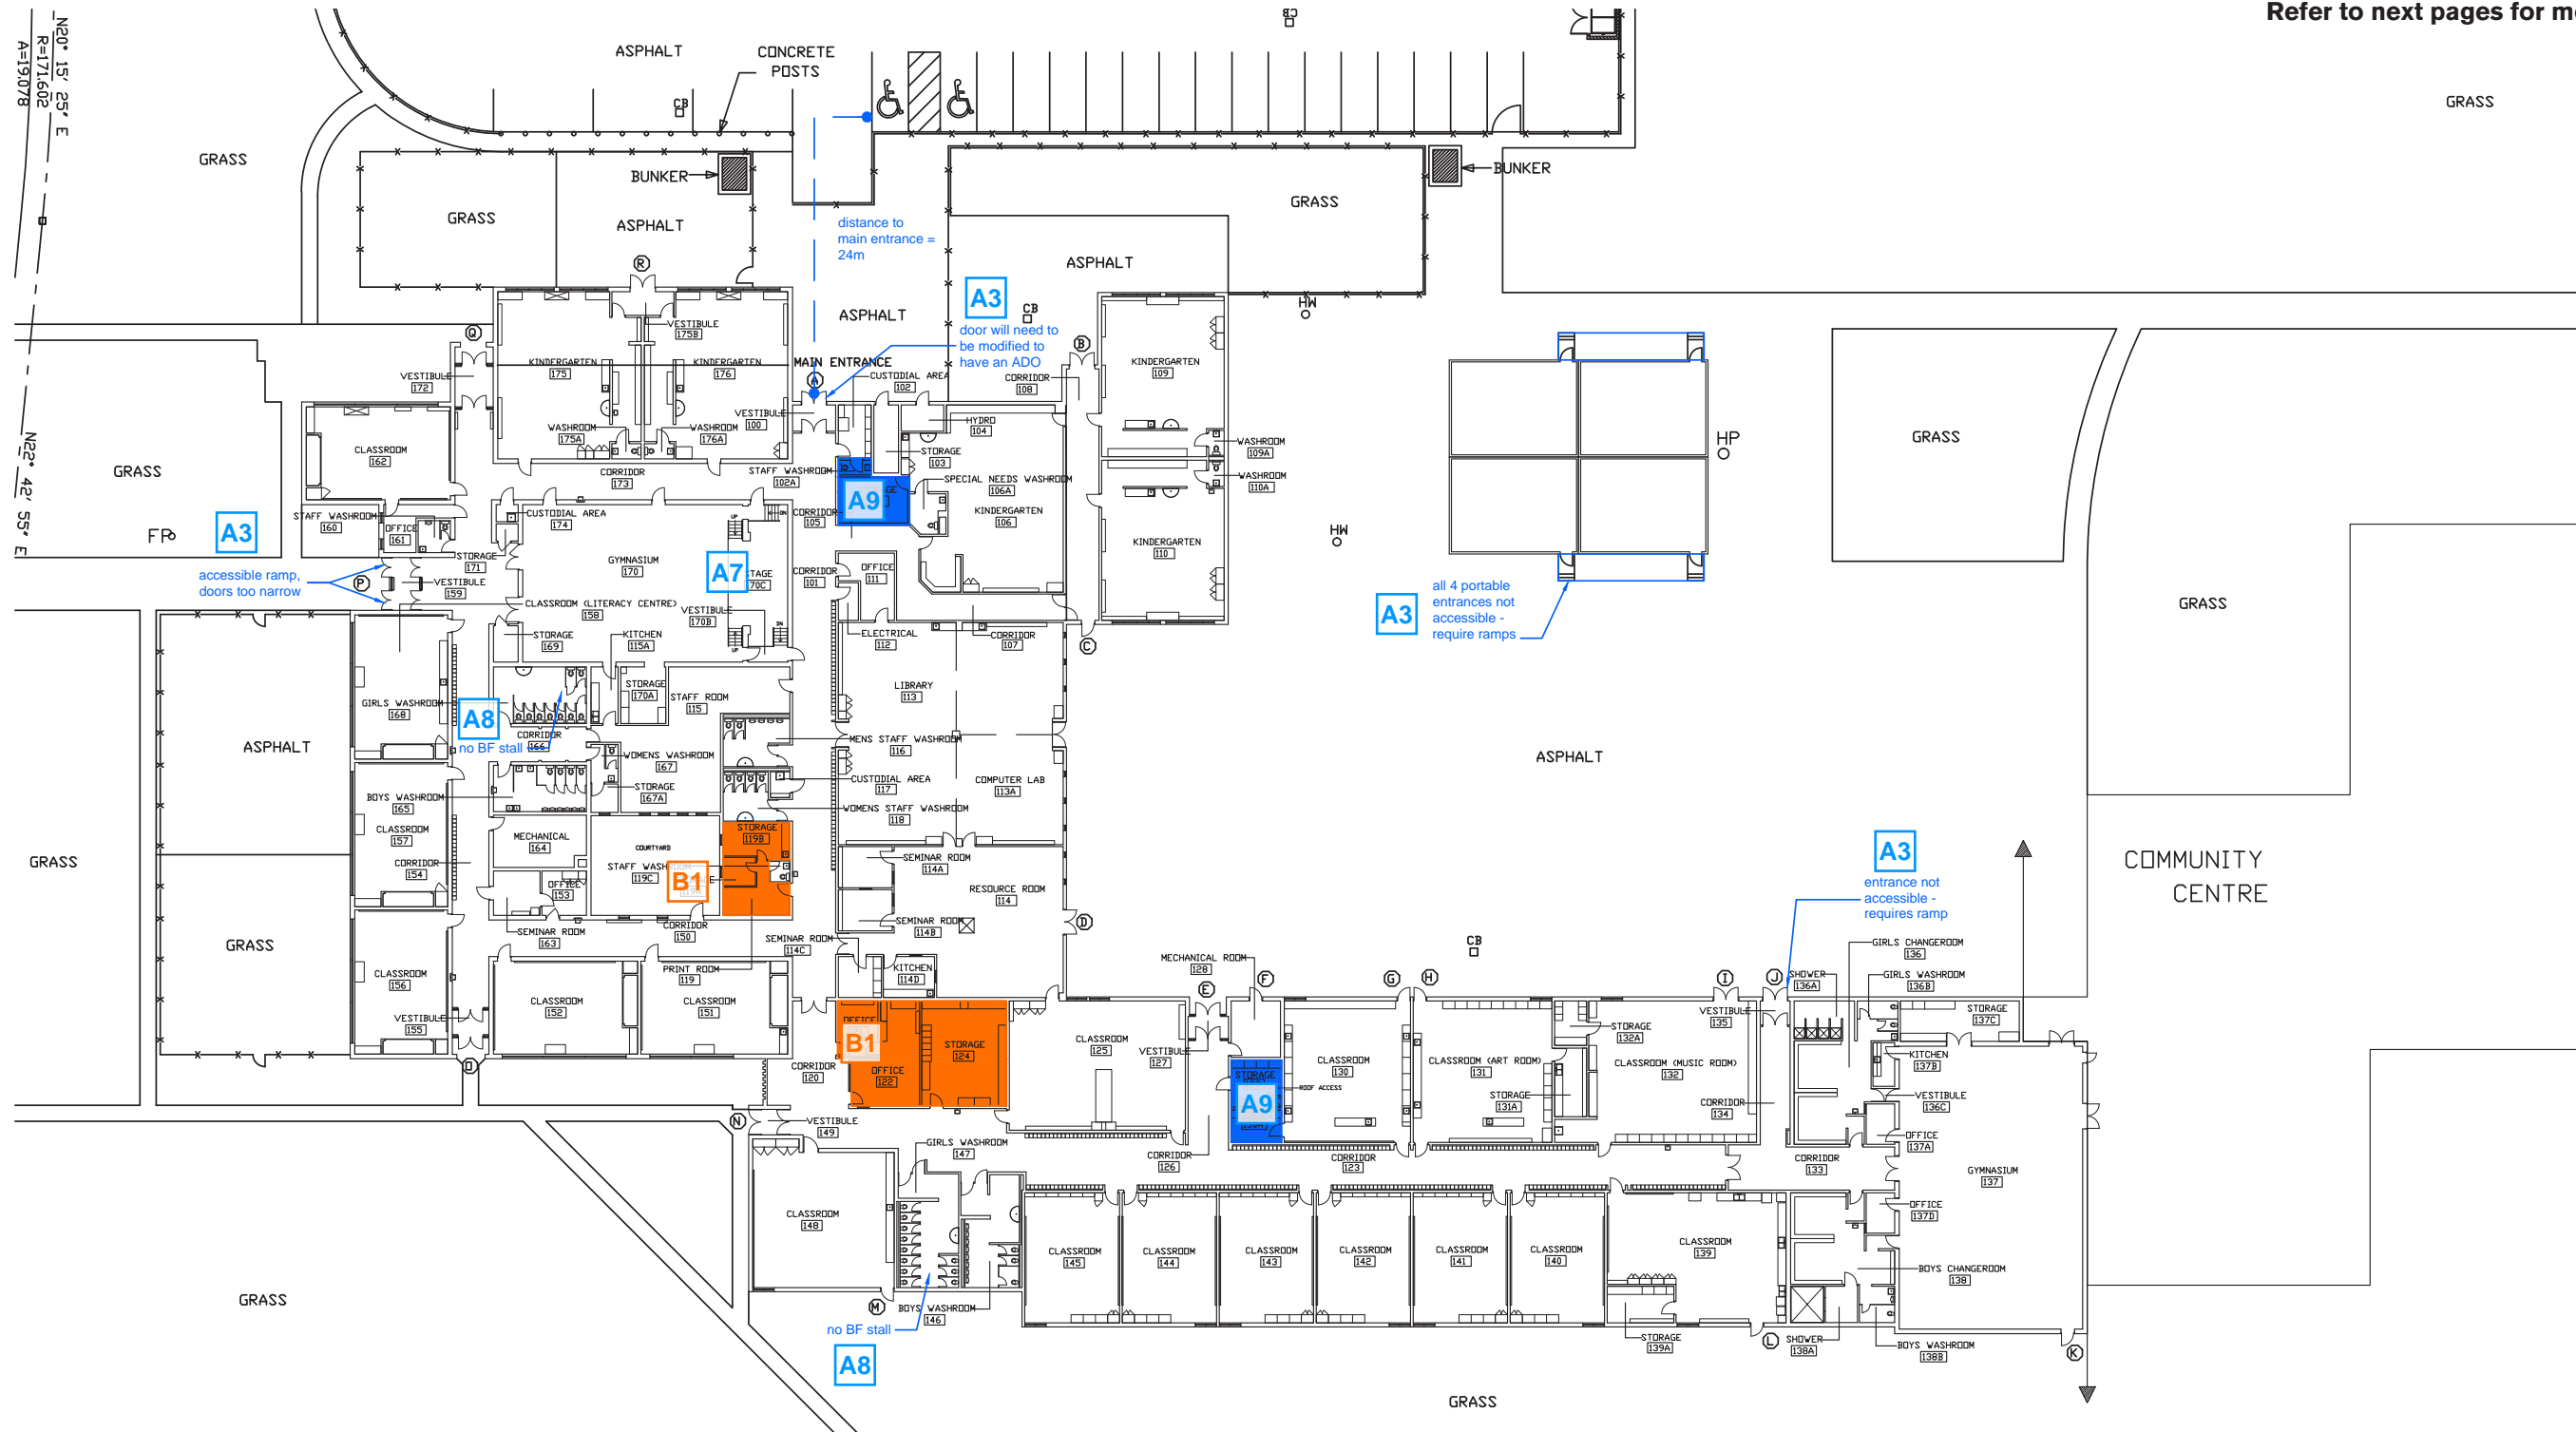 Refer to next pages for m
N20° 15' 25" E
R=171.602
A=19.078
N22° 42' 55" E
ASPHALT
CONCRETE
POSTS
CB
CB
GRASS
GRASS
BUNKER
BUNKER
GRASS
ASPHALT
GRASS
distance to
main entrance =
24m
ASPHALT
A3
CB
HW
ASPHALT
door will need to
be modified to
have an ADO
MAIN ENTRANCE
R
Q
A
B
VESTIBULE
175B
KINDERGARTEN
175
KINDERGARTEN
176
VESTIBULE
172
CUSTODIAL AREA
102
CORRIDOR
108
KINDERGARTEN
109
VESTIBULE
100
HYDRO
104
WASHROOM
175A
WASHROOM
176A
STORAGE
103
WASHROOM
109A
CLASSROOM
162
CORRIDOR
173
STAFF WASHROOM
102A
SPECIAL NEEDS WASHROOM
106A
WASHROOM
110A
A9
HP
GRASS
GRASS
STAFF WASHROOM
160
OFFICE
161
CUSTODIAL AREA
174
CORRIDOR
105
KINDERGARTEN
106
KINDERGARTEN
110
HW
FP
A3
STORAGE
171
GYMNASIUM
170
A7
170C
CORRIDOR
101
OFFICE
111
accessible ramp,
doors too narrow
P
VESTIBULE
159
CLASSROOM (LITERACY CENTRE)
158
VESTIBULE
170B
UP
DN
UP
DN
A3
all 4 portable
entrances not
accessible -
require ramps
GRASS
STORAGE
169
KITCHEN
115A
ELECTRICAL
112
CORRIDOR
107
C
STORAGE
170A
STAFF ROOM
115
LIBRARY
113
GIRLS WASHROOM
168
A8
no BF stall
CORRIDOR
166
MENS STAFF WASHROOM
116
ASPHALT
ASPHALT
WOMENS WASHROOM
167
CUSTODIAL AREA
117
COMPUTER LAB
113A
BOYS WASHROOM
165
STORAGE
167A
WOMENS STAFF WASHROOM
118
CLASSROOM
157
MECHANICAL
164
COURTYARD
STORAGE
119B
CORRIDOR
154
STAFF WASH
119C
B1
SEMINAR ROOM
114A
OFFICE
153
RESOURCE ROOM
114
GRASS
A3
entrance not
accessible -
requires ramp
COMMUNITY
CENTRE
SEMINAR ROOM
163
CORRIDOR
150
SEMINAR ROOM
114B
D
GRASS
SEMINAR ROOM
114C
PRINT ROOM
119
KITCHEN
114D
CB
MECHANICAL ROOM
128
GIRLS CHANGEROOM
136
CLASSROOM
156
E
F
G
H
I
J
SHOWER
136A
GIRLS WASHROOM
136B
CLASSROOM
152
CLASSROOM
151
VESTIBULE
155
OFFICE
B1
STORAGE
124
OFFICE
122
CLASSROOM
125
VESTIBULE
127
VESTIBULE
135
STORAGE
137C
STORAGE
132A
O
CORRIDOR
120
STORAGE
A9
ROOF ACCESS
CLASSROOM
130
CLASSROOM (ART ROOM)
131
CLASSROOM (MUSIC ROOM)
132
KITCHEN
137B
STORAGE
131A
CORRIDOR
134
VESTIBULE
136C
N
VESTIBULE
149
OFFICE
137A
GIRLS WASHROOM
147
CORRIDOR
126
CORRIDOR
123
CORRIDOR
133
GYMNASIUM
137
CLASSROOM
148
OFFICE
137D
CLASSROOM
145
CLASSROOM
144
CLASSROOM
143
CLASSROOM
142
CLASSROOM
141
CLASSROOM
140
CLASSROOM
139
BOYS CHANGEROOM
138
GRASS
M
BOYS WASHROOM
146
no BF stall
A8
STORAGE
139A
L
SHOWER
138A
BOYS WASHROOM
138B
K
GRASS